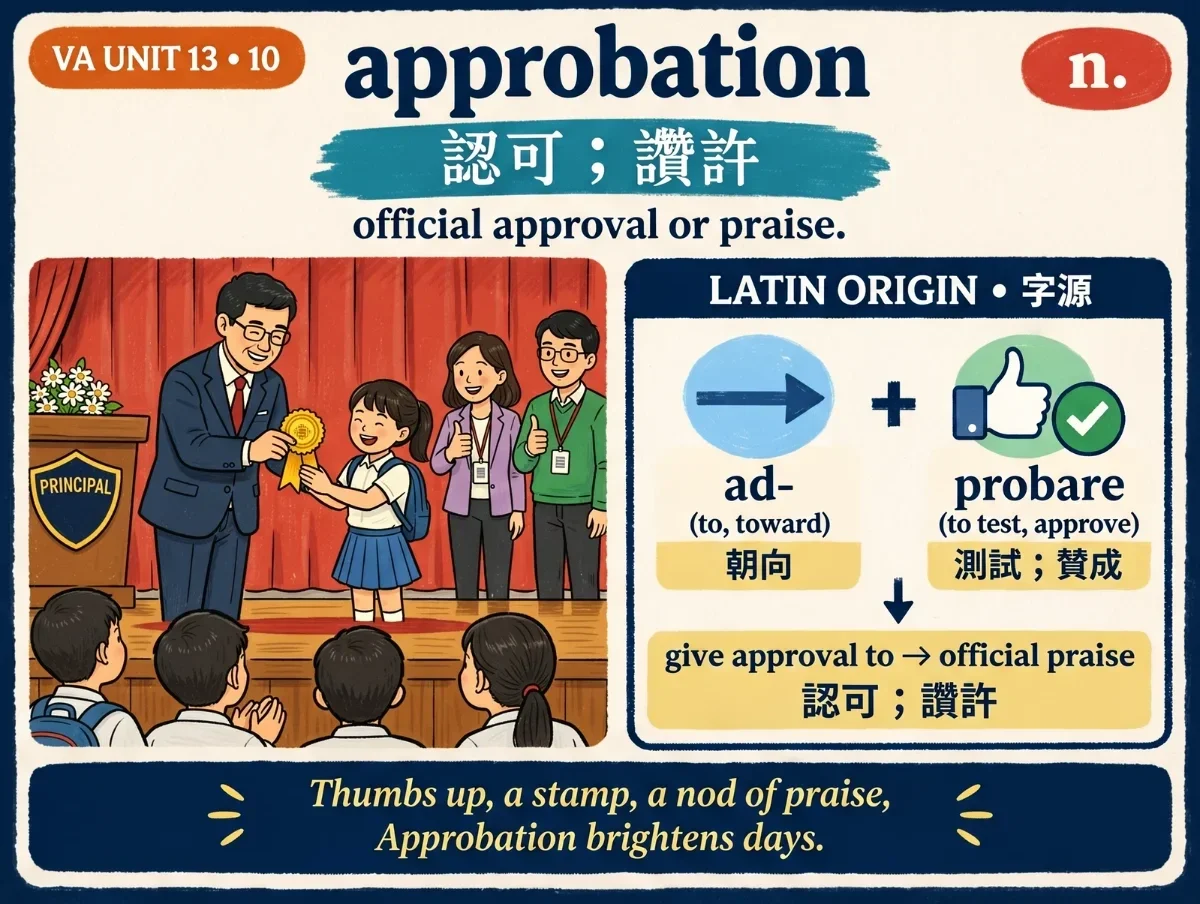 VA UNIT 13 • 10
approbation
n.
認可；讚許
official approval or praise.
PRINCIPAL
LATIN ORIGIN • 字源
+
ad-
(to, toward)
朝向
probare
(to test, approve)
測試；贊成
give approval to → official praise
認可；讚許
Thumbs up, a stamp, a nod of praise,
Approbation brightens days.